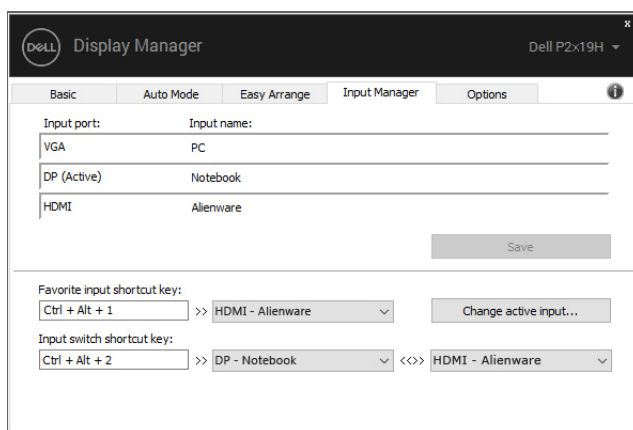 x
DELL Display Manager Dell P2x19H
Basic Auto Mode Easy Arrange Input Manager Options i
Input port: Input name:
VGA PC
DP (Active) Notebook
HDMI Alienware
Save
Favorite input shortcut key:
Ctrl + Alt + 1 >> HDMI - Alienware Change active input...
Input switch shortcut key:
Ctrl + Alt + 2 >> DP - Notebook <<>> HDMI - Alienware